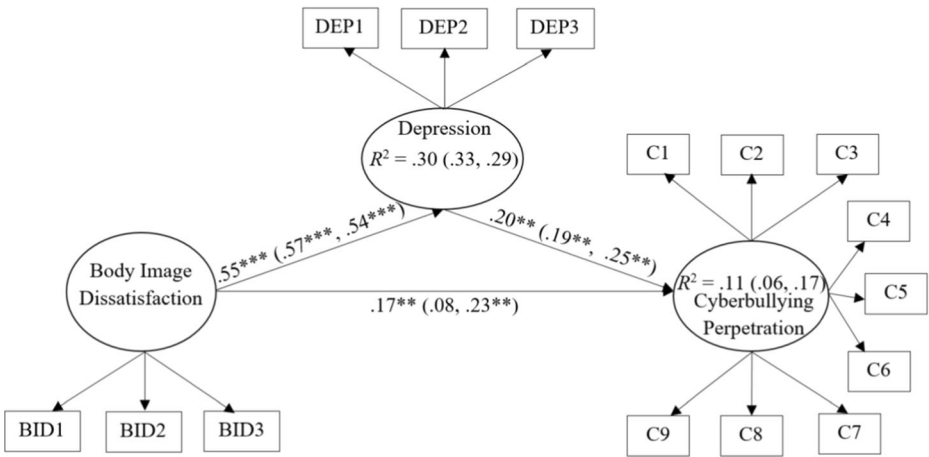 DEP1
DEP2
DEP3
Depression
R² = .30 (.33, .29)
C1
C2
C3
.55*** (.57***, .54***)
.20** (.19**, .25**)
C4
Body Image
Dissatisfaction
R² = .11 (.06, .17)
Cyberbullying
Perpetration
C5
.17** (.08, .23**)
C6
BID1
BID2
BID3
C9
C8
C7